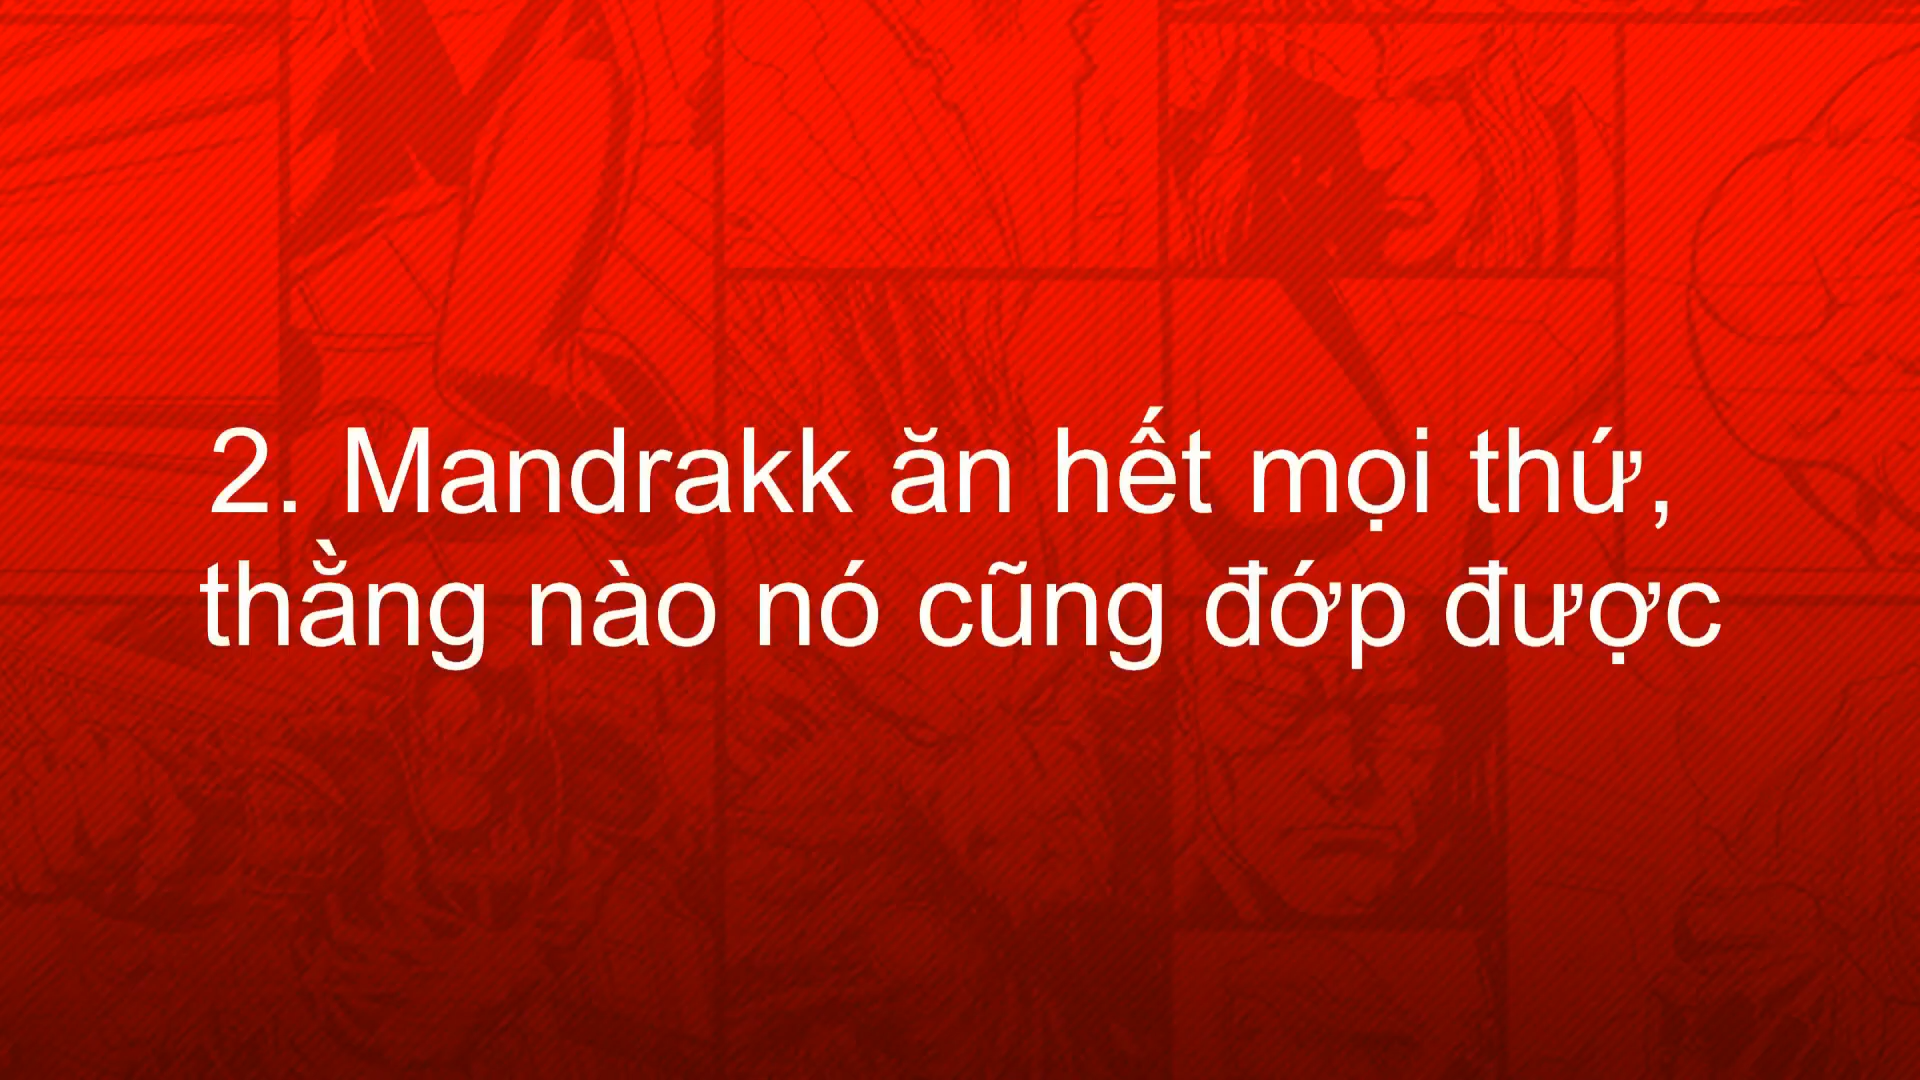 2. Mandrakk ăn hết mọi thứ,
thằng nào nó cũng đớp được